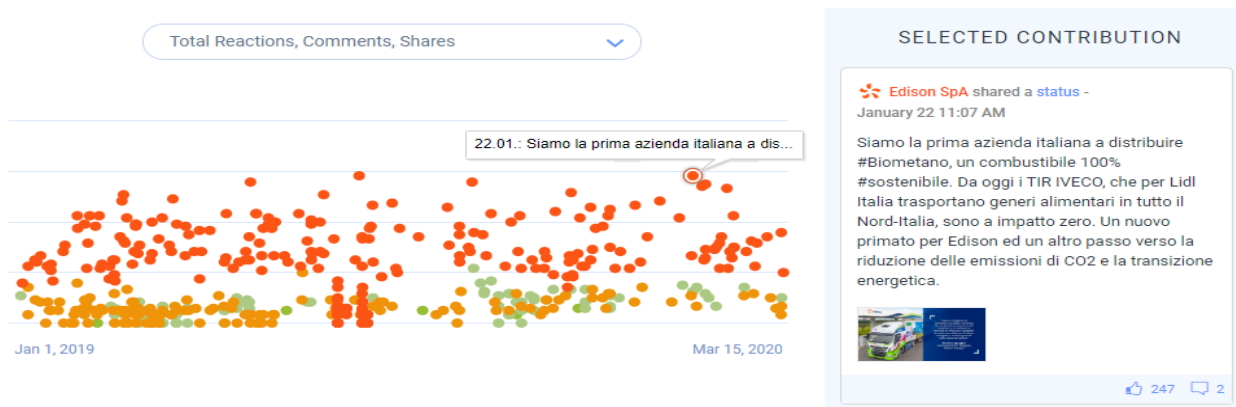 Total Reactions, Comments, Shares
22.01.: Siamo la prima azienda italiana a dis...
Jan 1, 2019
Mar 15, 2020
SELECTED CONTRIBUTION
Edison SpA shared a status -
January 22 11:07 AM
Siamo la prima azienda italiana a distribuire
#Biometano, un combustibile 100%
#sostenibile. Da oggi i TIR IVECO, che per Lidl
Italia trasportano generi alimentari in tutto il
Nord-Italia, sono a impatto zero. Un nuovo
primato per Edison ed un altro passo verso la
riduzione delle emissioni di CO2 e la transizione
energetica.
247 2